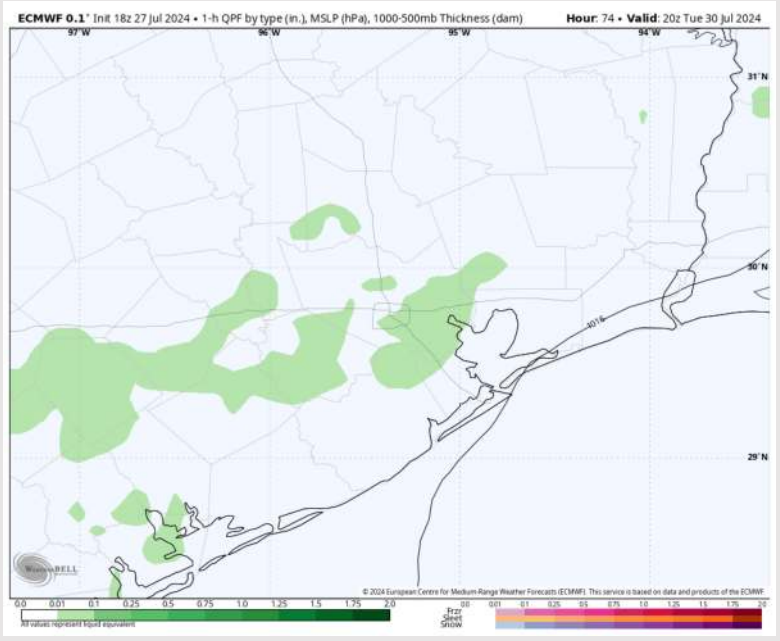 ECMWF 0.1° Init 18z 27 Jul 2024 • 1-h QPF by type (in.), MSLP (hPa), 1000-500mb Thickness (dam)
Hour: 74 • Valid: 20z Tue 30 Jul 2024
97°W 96°W 95°W 94°W
31°N
30°N
1016
29°N
WeatherBELL
© 2024 European Centre for Medium-Range Weather Forecasts (ECMWF). This service is based on data and products of the ECMWF.
0.0 0.01 0.1 0.25 0.5 0.75 1.0 1.25 1.5 1.75 2.0
All values represent liquid equivalent
0.0 0.01 0.1 0.25 0.5 0.75 1.0 1.25 1.5 1.75 2.0
Frzr
Sleet
Snow